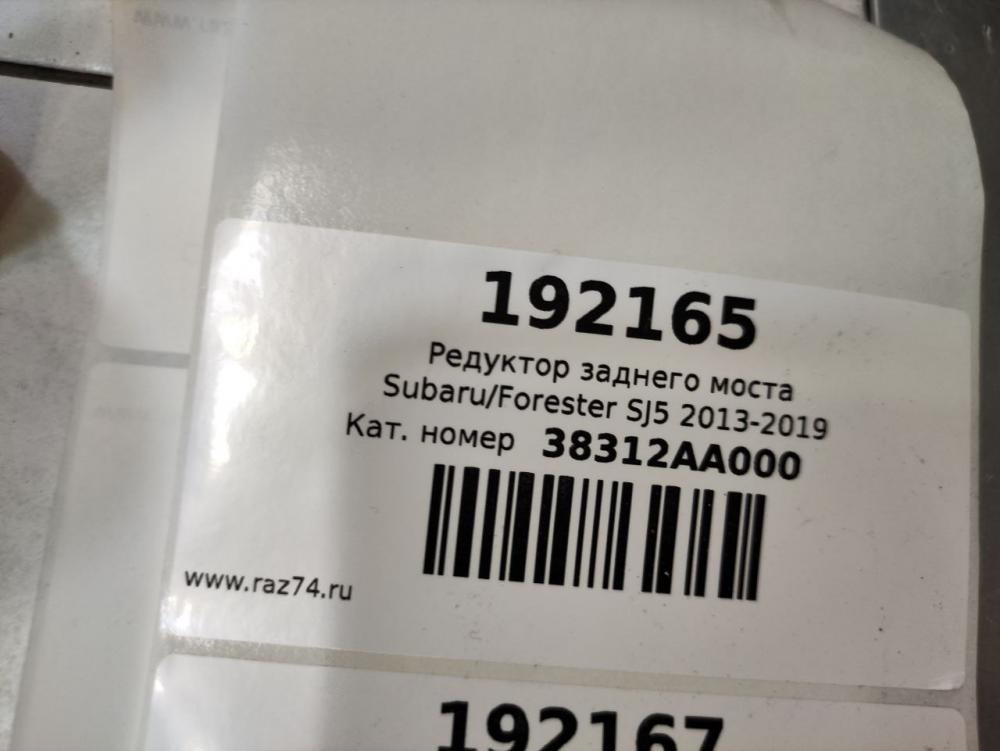 192165
Редуктор заднего моста
Subaru/Forester SJ5 2013-2019
Кат. номер 38312AA000
www.raz74.ru
192167